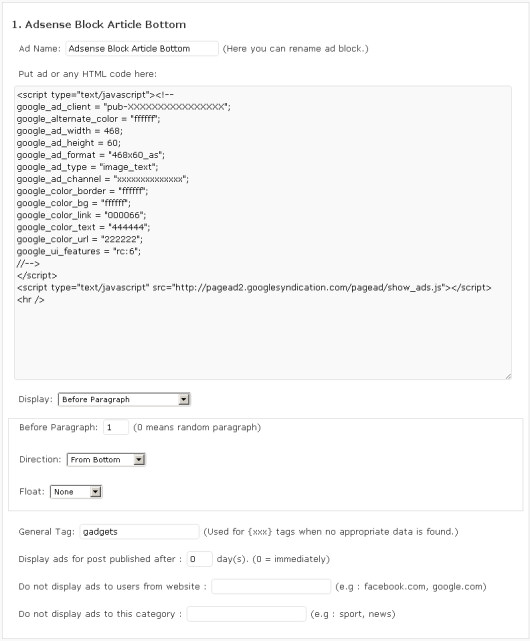 1. Adsense Block Article Bottom
Ad Name: Adsense Block Article Bottom (Here you can rename ad block.)
Put ad or any HTML code here:
<script type="text/javascript"><!--
google_ad_client = "pub-XXXXXXXXXXXXXXXX";
google_alternate_color = "ffffff";
google_ad_width = 468;
google_ad_height = 60;
google_ad_format = "468x60_as";
google_ad_type = "image_text";
google_ad_channel = "xxxxxxxxxxxxx";
google_color_border = "ffffff";
google_color_bg = "ffffff";
google_color_link = "000066";
google_color_text = "444444";
google_color_url = "222222";
google_ui_features = "rc:6";
//-->
</script>
<script type="text/javascript" src="http://pagead2.googlesyndication.com/pagead/show_ads.js"></script>
<hr />
Display: Before Paragraph
Before Paragraph: 1 (0 means random paragraph)
Direction: From Bottom
Float: None
General Tag: gadgets (Used for {xxx} tags when no appropriate data is found.)
Display ads for post published after : 0 day(s). (0 = immediately)
Do not display ads to users from website : (e.g : facebook.com, google.com)
Do not display ads to this category : (e.g : sport, news)